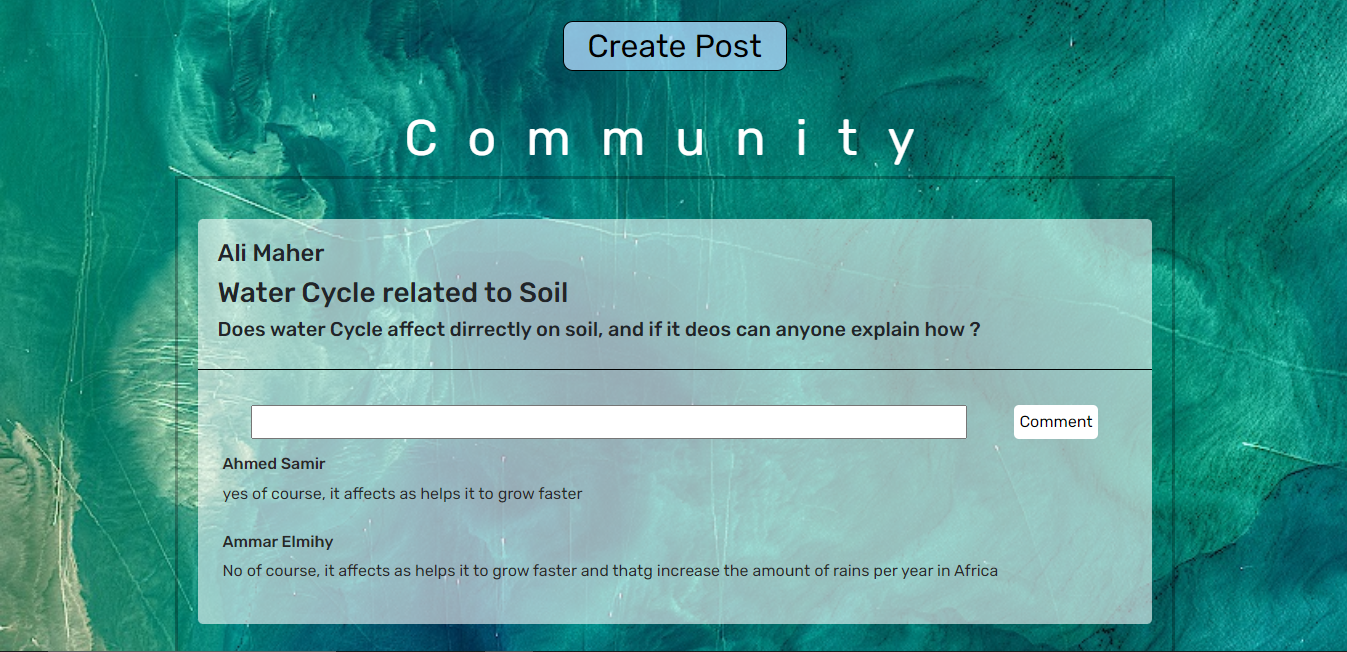 Create Post
Community
Ali Maher
Water Cycle related to Soil
Does water Cycle affect dirrectly on soil, and if it deos can anyone explain how ?
Comment
Ahmed Samir
yes of course, it affects as helps it to grow faster
Ammar Elmihy
No of course, it affects as helps it to grow faster and thatg increase the amount of rains per year in Africa